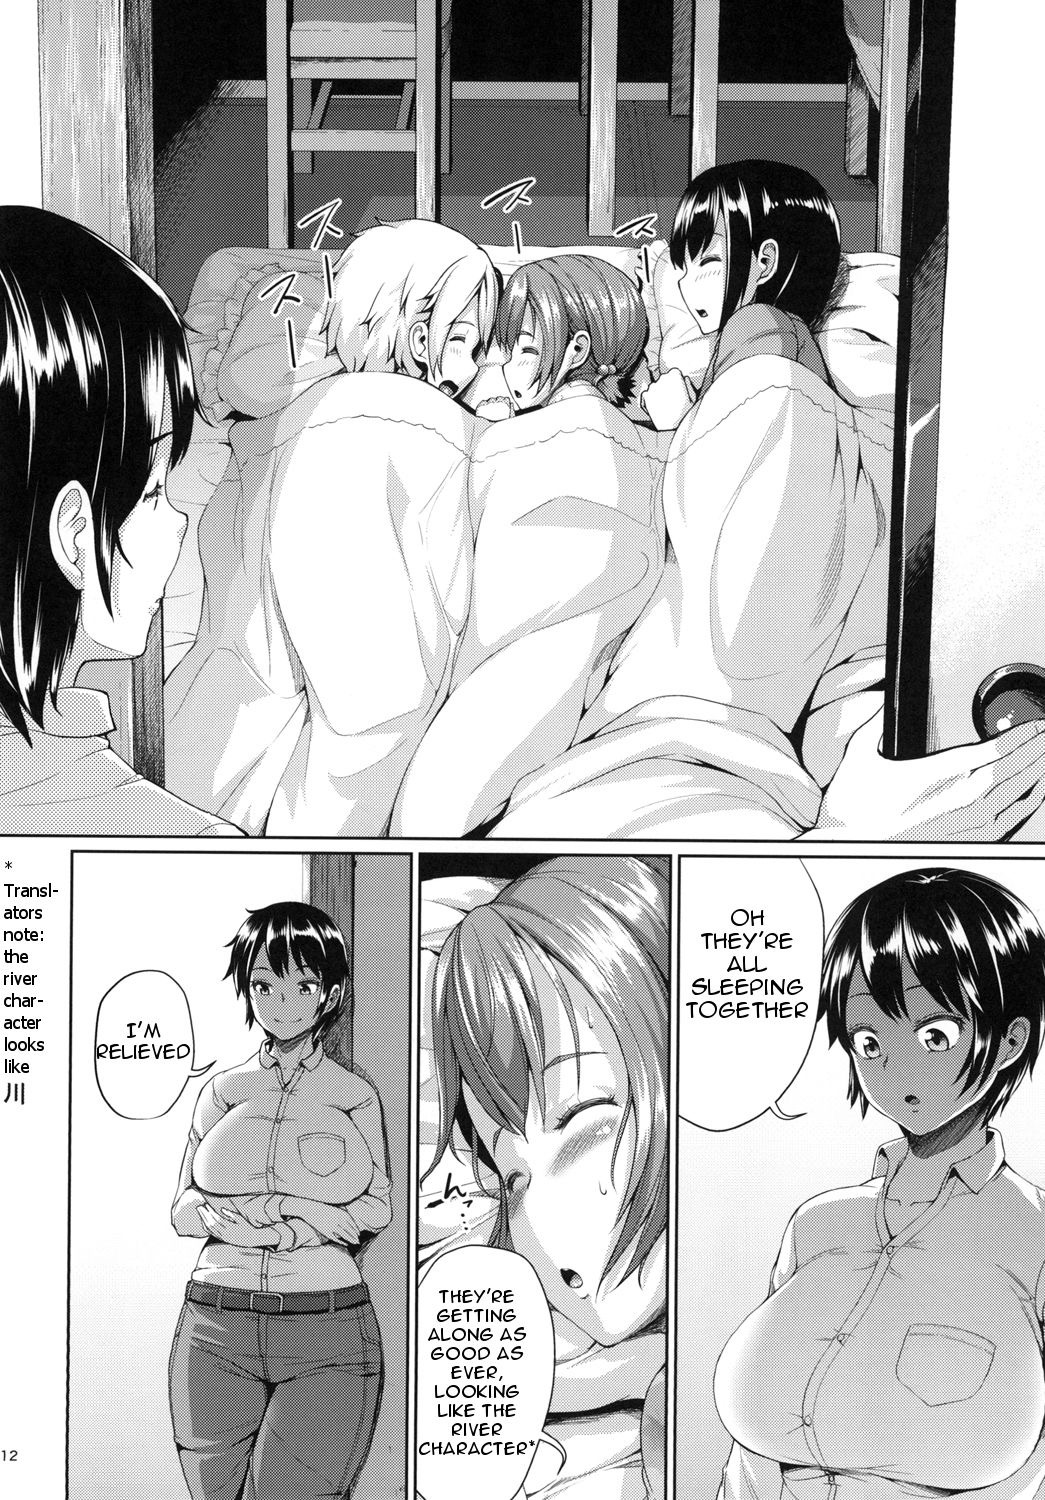 スー
スー
スー
OH
THEY'RE
ALL
SLEEPING
TOGETHER
んっ…
THEY'RE
GETTING
ALONG AS
GOOD AS
EVER,
LOOKING
LIKE THE
RIVER
CHARACTER*
I'M
RELIEVED
*
Transl-
ators
note:
the
river
char-
acter
looks
like
川
12